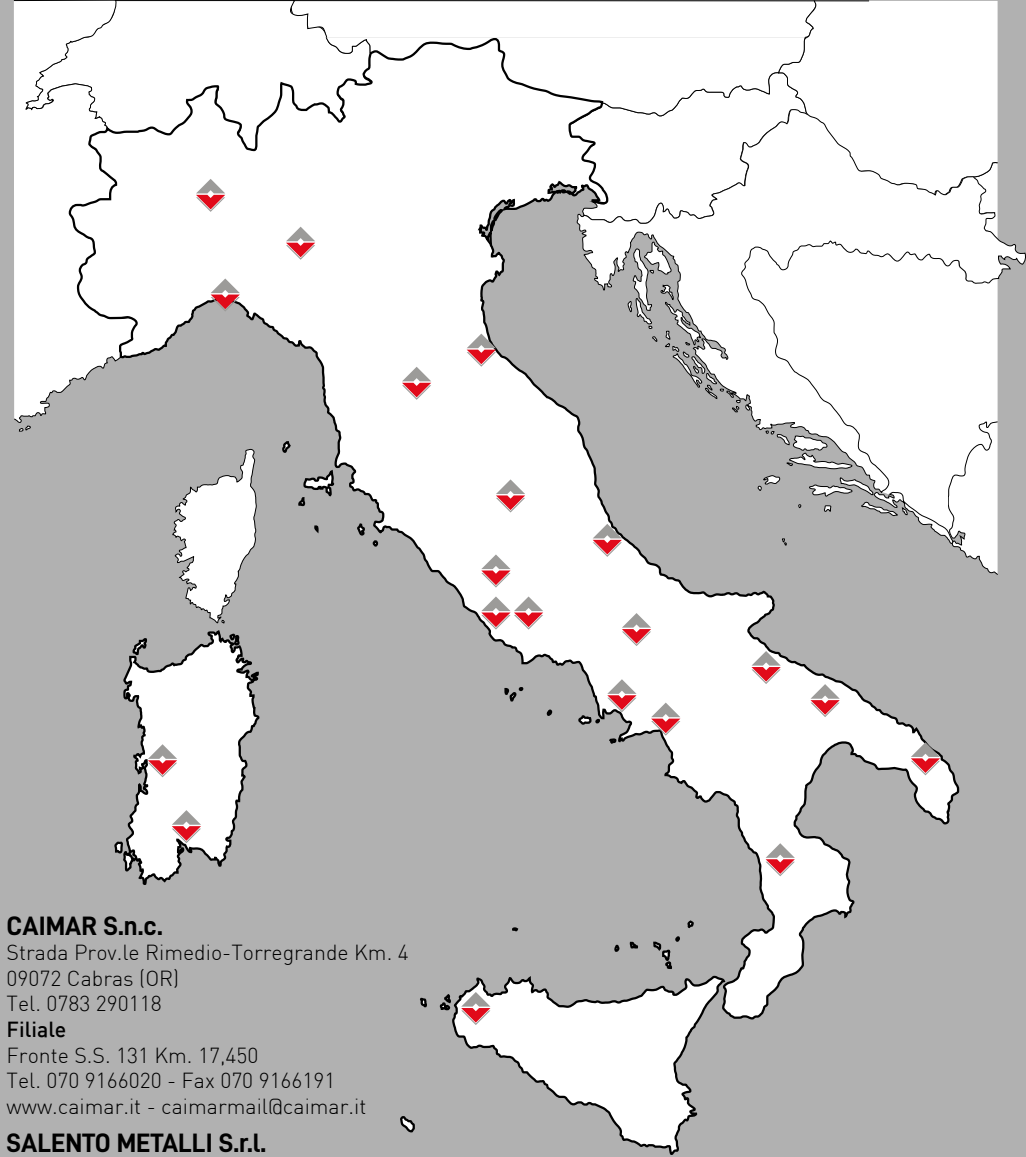 CAIMAR S.n.c.
Strada Prov.le Rimedio-Torregrande Km. 4
09072 Cabras (OR)
Tel. 0783 290118
Filiale
Fronte S.S. 131 Km. 17,450
Tel. 070 9166020 - Fax 070 9166191
www.caimar.it - caimarmail@caimar.it
SALENTO METALLI S.r.l.